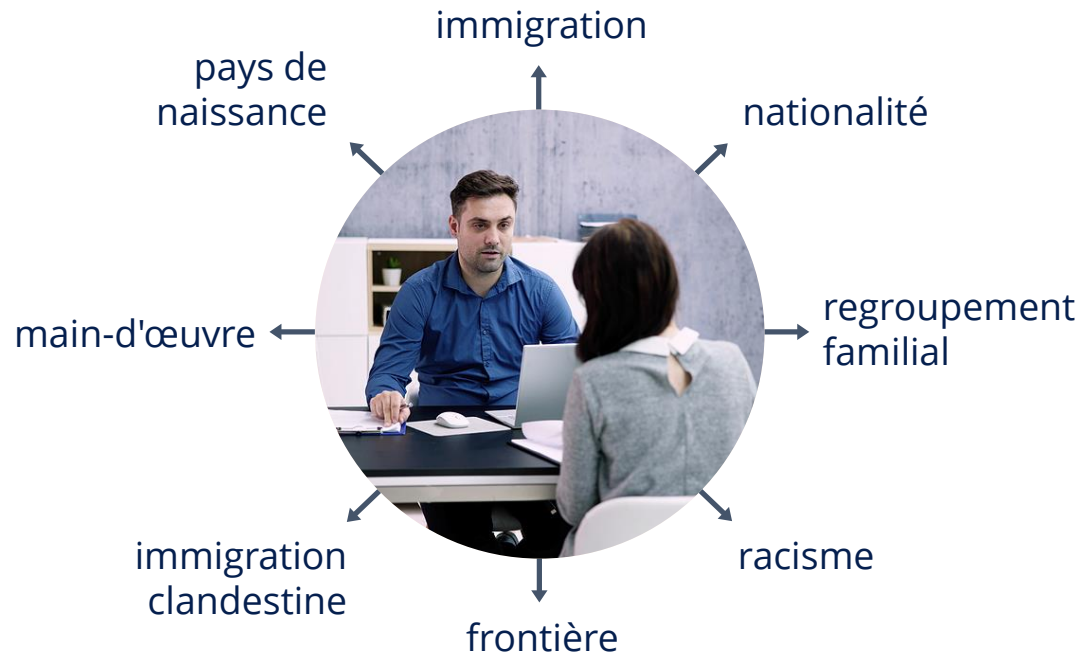 immigration
pays de
naissance
nationalité
main-d'œuvre
regroupement
familial
immigration
clandestine
racisme
frontière